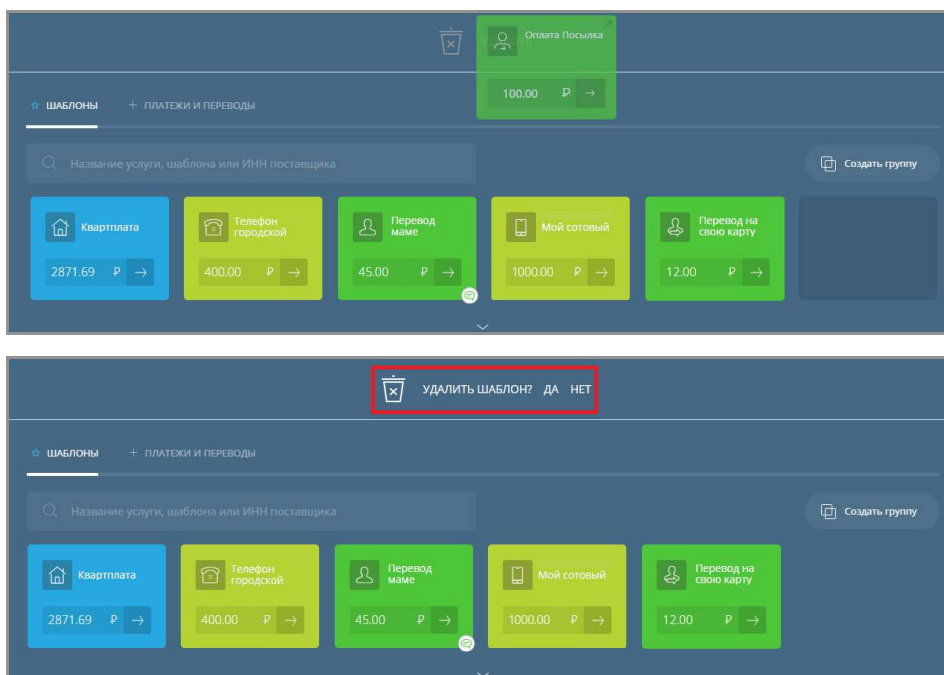 Оплата Посылка
100.00 ₽ →
☆ ШАБЛОНЫ + ПЛАТЕЖИ И ПЕРЕВОДЫ
Название услуги, шаблона или ИНН поставщика
Создать группу
Квартплата
Телефон городской
Перевод маме
Мой сотовый
Перевод на свою карту
2871.69 ₽ →
400.00 ₽ →
45.00 ₽ →
1000.00 ₽ →
12.00 ₽ →
УДАЛИТЬ ШАБЛОН? ДА НЕТ
☆ ШАБЛОНЫ + ПЛАТЕЖИ И ПЕРЕВОДЫ
Название услуги, шаблона или ИНН поставщика
Создать группу
Квартплата
Телефон городской
Перевод маме
Мой сотовый
Перевод на свою карту
2871.69 ₽ →
400.00 ₽ →
45.00 ₽ →
1000.00 ₽ →
12.00 ₽ →